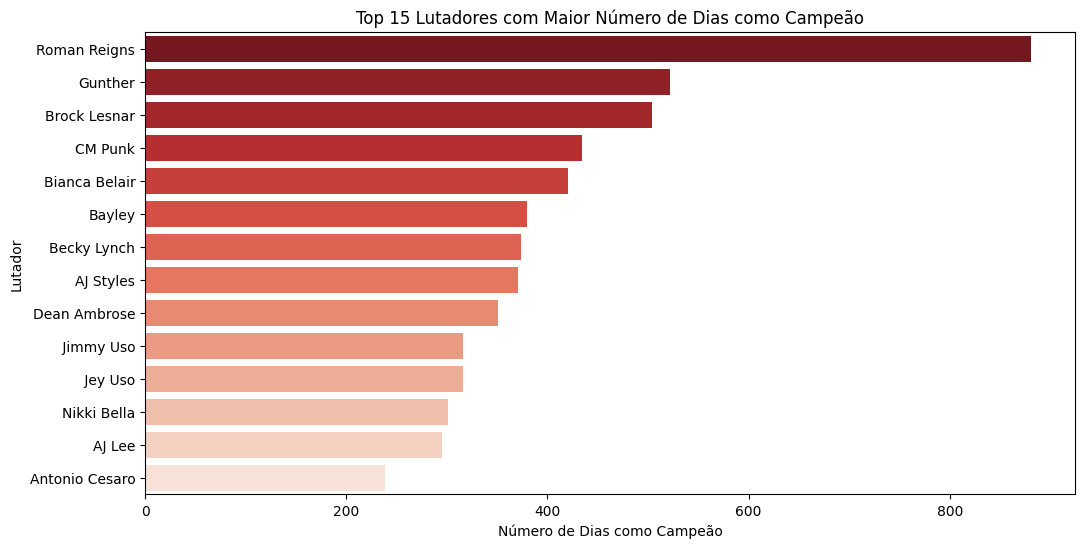 Top 15 Lutadores com Maior Número de Dias como Campeão
Lutador
Roman Reigns
Gunther
Brock Lesnar
CM Punk
Bianca Belair
Bayley
Becky Lynch
AJ Styles
Dean Ambrose
Jimmy Uso
Jey Uso
Nikki Bella
AJ Lee
Antonio Cesaro
0 200 400 600 800
Número de Dias como Campeão